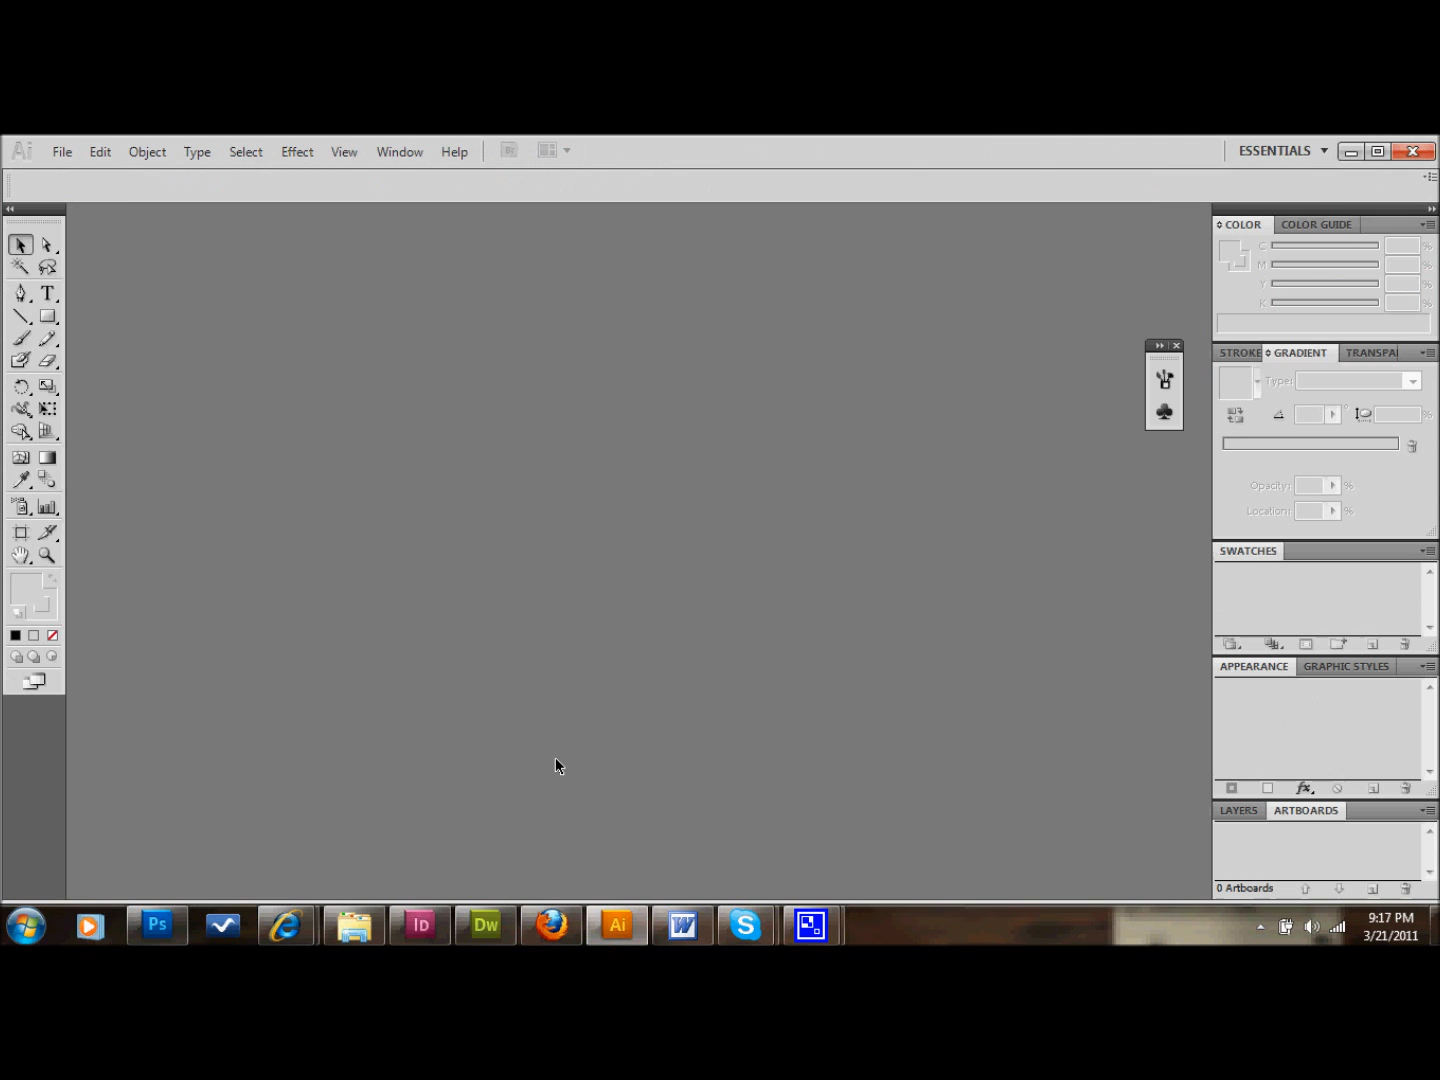 Ai File Edit Object Type Select Effect View Window Help Br ESSENTIALS
COLOR COLOR GUIDE
C %
M %
Y %
K %
STROKE GRADIENT TRANSPA
Type:
%
Opacity: %
Location: %
SWATCHES
APPEARANCE GRAPHIC STYLES
fx
LAYERS ARTBOARDS
0 Artboards
T
Ps Id Dw Ai W S
9:17 PM
3/21/2011